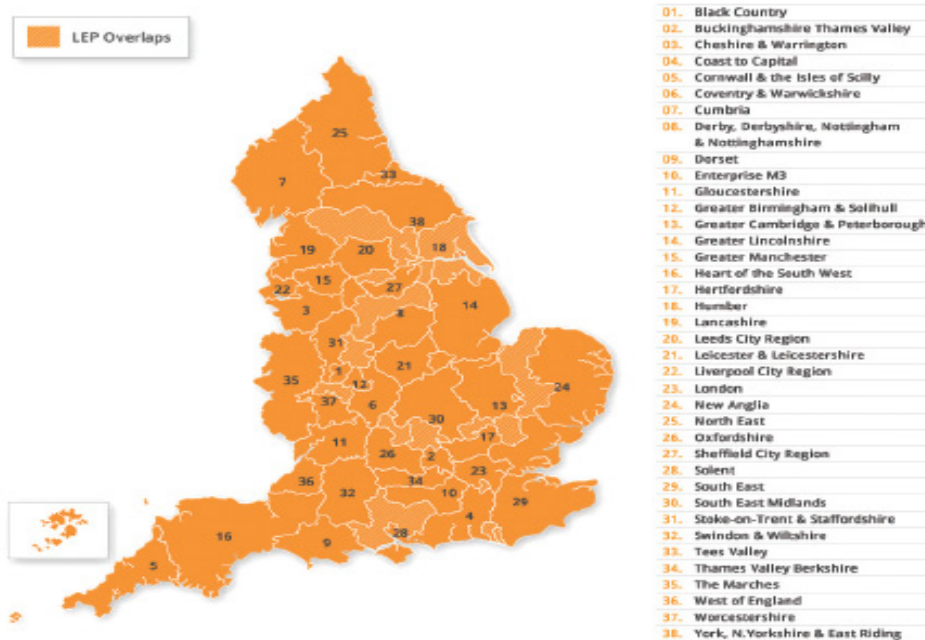 LEP Overlaps
01. Black Country
02. Buckinghamshire Thames Valley
03. Cheshire & Warrington
04. Coast to Capital
05. Cornwall & the Isles of Scilly
06. Coventry & Warwickshire
07. Cumbria
08. Derby, Derbyshire, Nottingham
& Nottinghamshire
09. Dorset
10. Enterprise M3
11. Gloucestershire
12. Greater Birmingham & Solihull
13. Greater Cambridge & Peterborough
14. Greater Lincolnshire
15. Greater Manchester
16. Heart of the South West
17. Hertfordshire
18. Humber
19. Lancashire
20. Leeds City Region
21. Leicester & Leicestershire
22. Liverpool City Region
23. London
24. New Anglia
25. North East
26. Oxfordshire
27. Sheffield City Region
28. Solent
29. South East
30. South East Midlands
31. Stoke-on-Trent & Staffordshire
32. Swindon & Wiltshire
33. Tees Valley
34. Thames Valley Berkshire
35. The Marches
36. West of England
37. Worcestershire
38. York, N.Yorkshire & East Riding
25
7
33
38
19
20
18
15
22
27
3
14
8
31
1
21
35
12
24
37
6
13
30
17
11
26
2
23
36
34
32
10
29
4
28
16
9
5